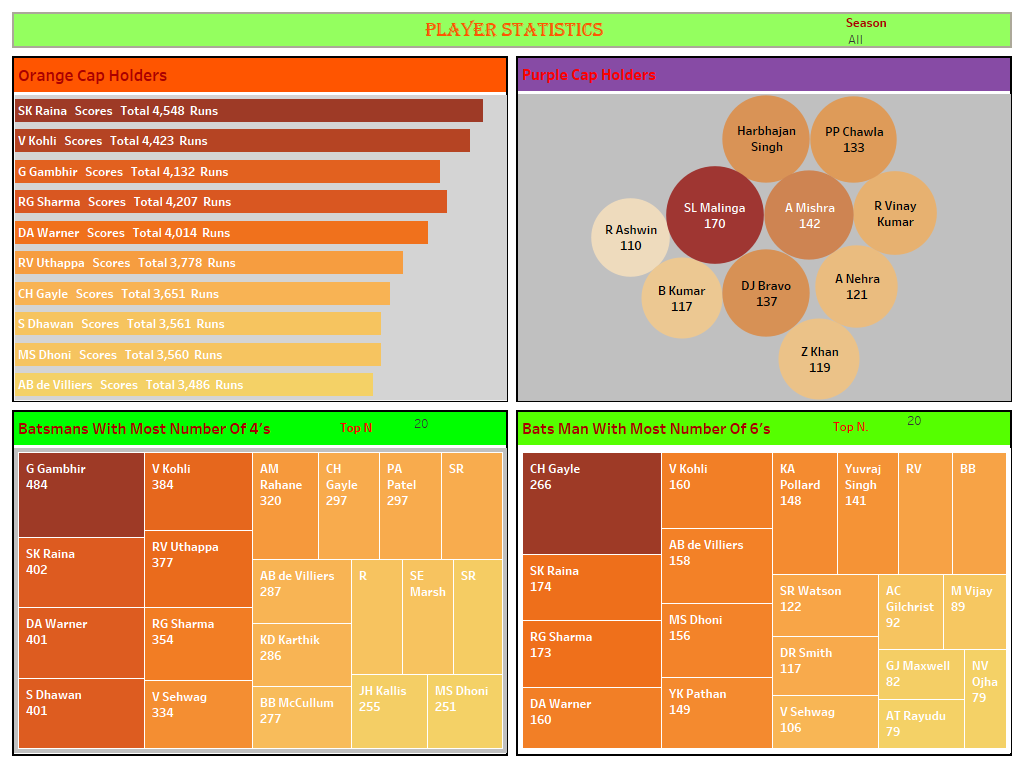 PLAYER STATISTICS
Season
All
Orange Cap Holders
SK Raina Scores Total 4,548 Runs
V Kohli Scores Total 4,423 Runs
G Gambhir Scores Total 4,132 Runs
RG Sharma Scores Total 4,207 Runs
DA Warner Scores Total 4,014 Runs
RV Uthappa Scores Total 3,778 Runs
CH Gayle Scores Total 3,651 Runs
S Dhawan Scores Total 3,561 Runs
MS Dhoni Scores Total 3,560 Runs
AB de Villiers Scores Total 3,486 Runs
Purple Cap Holders
Harbhajan
Singh
PP Chawla
133
SL Malinga
170
A Mishra
142
R Vinay
Kumar
R Ashwin
110
B Kumar
117
DJ Bravo
137
A Nehra
121
Z Khan
119
Batsmans With Most Number Of 4's
Top N
20
G Gambhir
484
SK Raina
402
DA Warner
401
S Dhawan
401
V Kohli
384
RV Uthappa
377
RG Sharma
354
V Sehwag
334
AM
Rahane
320
CH
Gayle
297
PA
Patel
297
SR
AB de Villiers
287
KD Karthik
286
BB McCullum
277
R
SE
Marsh
SR
JH Kallis
255
MS Dhoni
251
Bats Man With Most Number Of 6's
Top N.
20
CH Gayle
266
SK Raina
174
RG Sharma
173
DA Warner
160
V Kohli
160
AB de Villiers
158
MS Dhoni
156
YK Pathan
149
KA
Pollard
148
Yuvraj
Singh
141
RV
BB
SR Watson
122
DR Smith
117
V Sehwag
106
AC
Gilchrist
92
M Vijay
89
GJ Maxwell
82
AT Rayudu
79
NV
Ojha
79